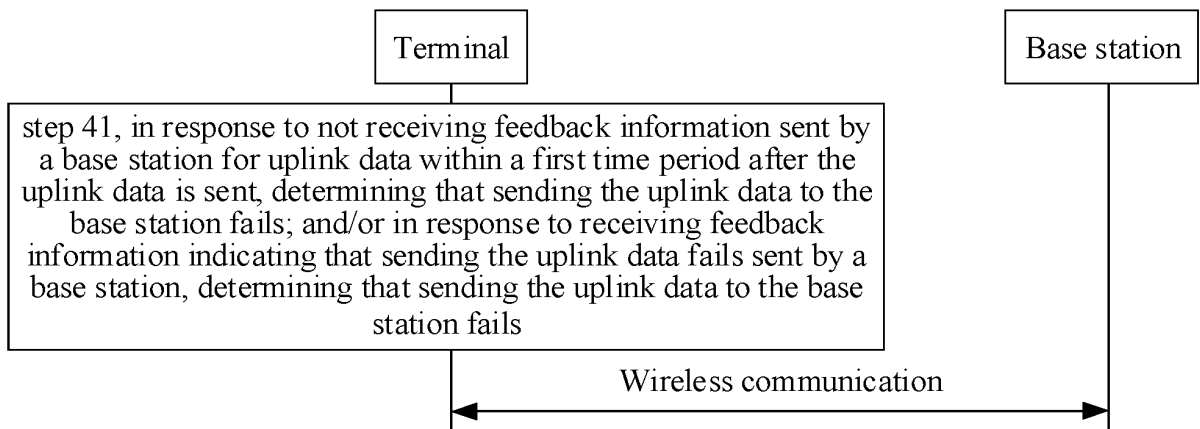 Terminal
Base station
step 41, in response to not receiving feedback information sent by
a base station for uplink data within a first time period after the
uplink data is sent, determining that sending the uplink data to the
base station fails; and/or in response to receiving feedback
information indicating that sending the uplink data fails sent by a
base station, determining that sending the uplink data to the base
station fails
Wireless communication